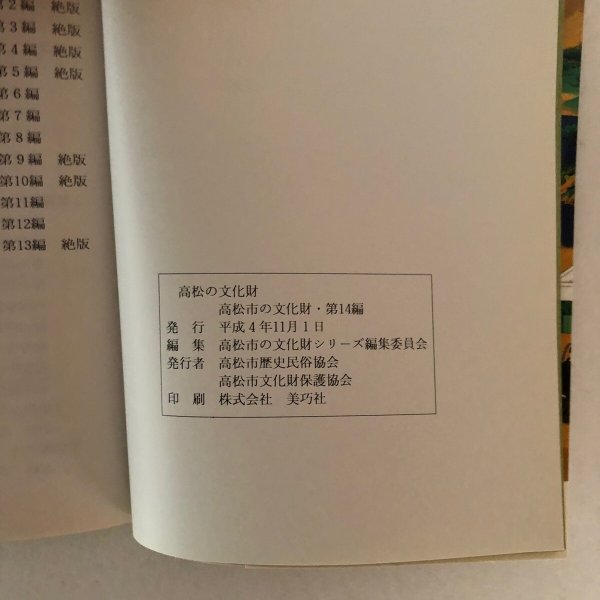 第2編 絶版
第3編 絶版
第4編 絶版
第5編 絶版
第6編
第7編
第8編
第9編 絶版
第10編 絶版
第11編
第12編
第13編 絶版
高松の文化財
高松市の文化財・第14編
発 行 平成4年11月1日
編 集 高松市の文化財シリーズ編集委員会
発行者 高松市歴史民俗協会
高松市文化財保護協会
印 刷 株式会社 美巧社